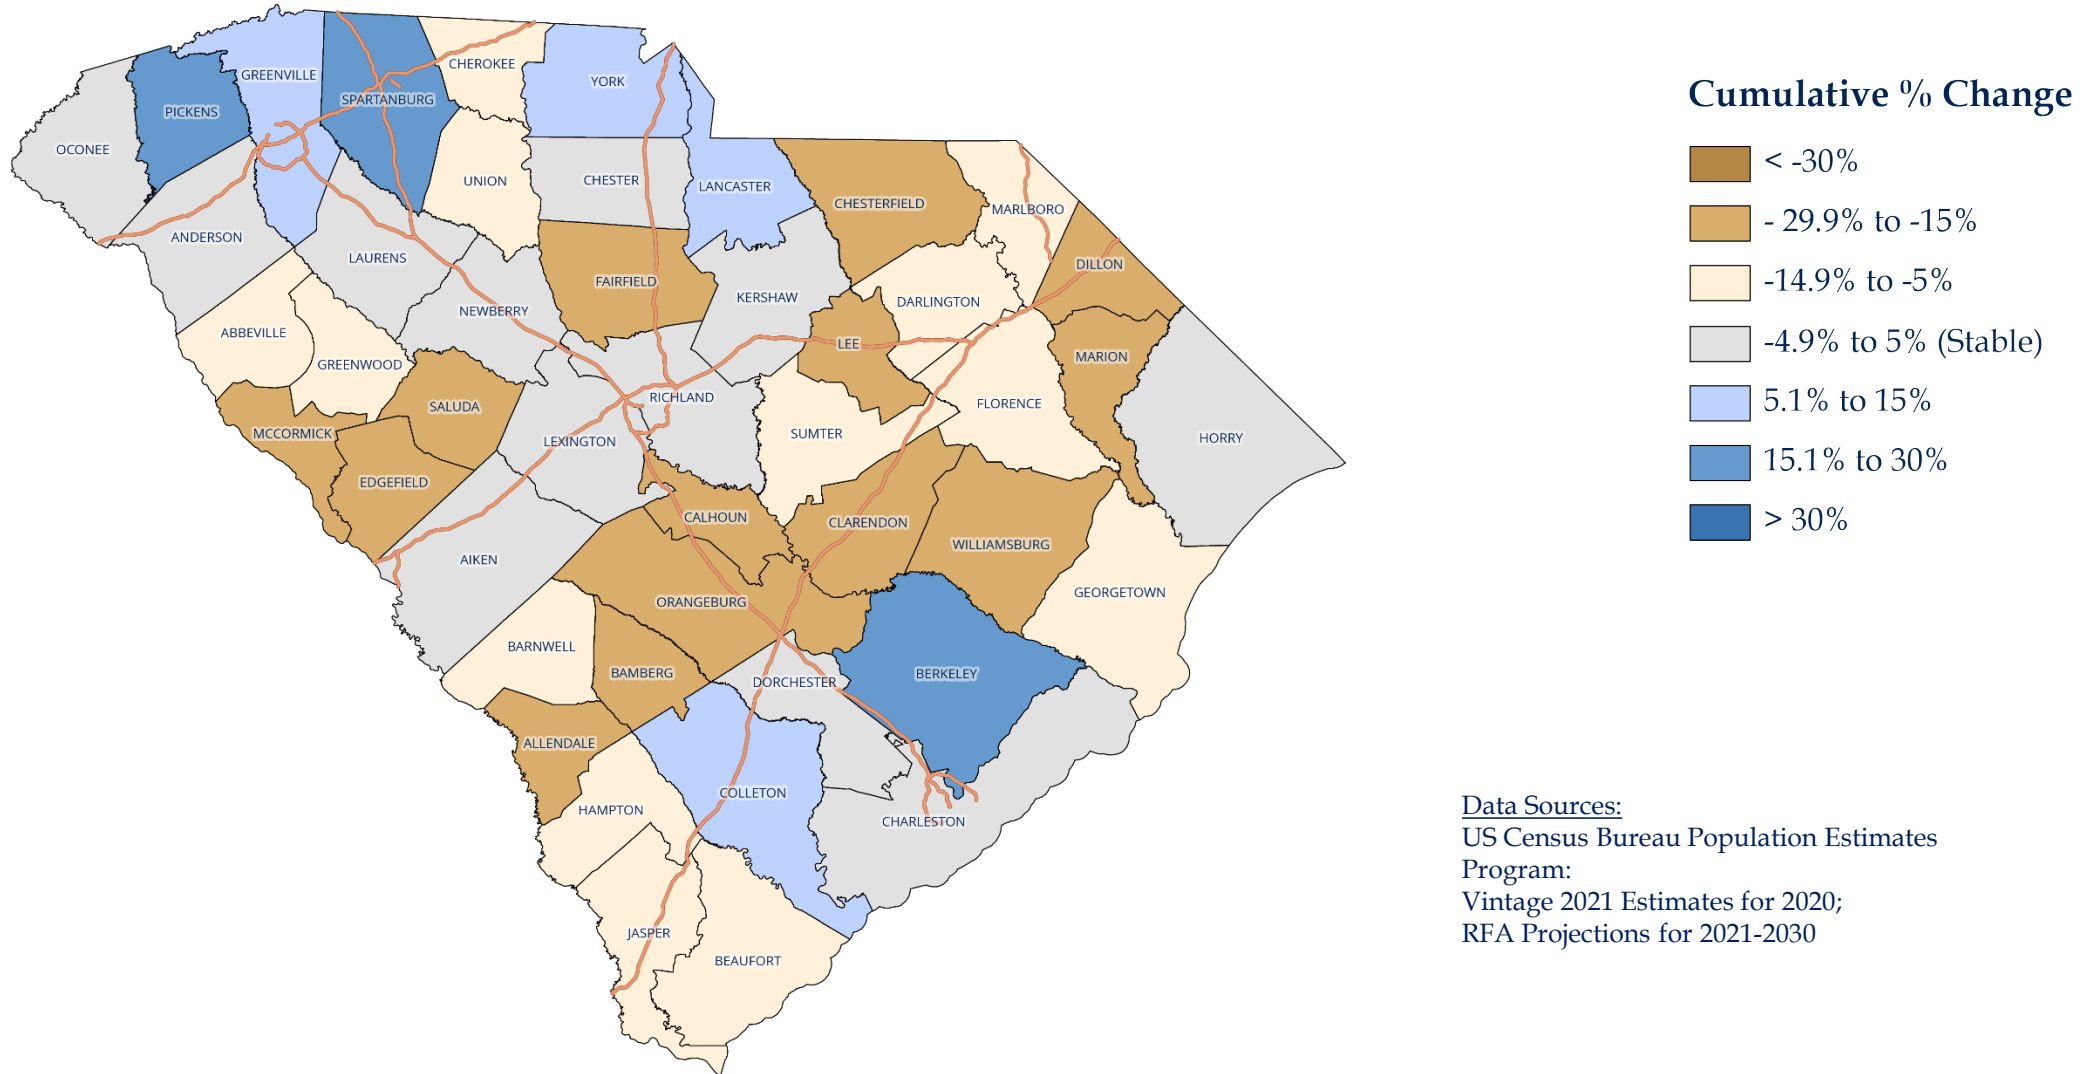 CHEROKEE
GREENVILLE
YORK
SPARTANBURG
PICKENS
OCONEE
UNION
CHESTER
LANCASTER
CHESTERFIELD
MARLBORO
ANDERSON
LAURENS
DILLON
FAIRFIELD
KERSHAW
DARLINGTON
NEWBERRY
ABBEVILLE
LEE
MARION
GREENWOOD
RICHLAND
FLORENCE
SALUDA
MCCORMICK
SUMTER
HORRY
LEXINGTON
EDGEFIELD
CALHOUN
CLARENDON
WILLIAMSBURG
AIKEN
GEORGETOWN
ORANGEBURG
BARNWELL
BAMBERG
BERKELEY
DORCHESTER
ALLENDALE
COLLETON
HAMPTON
CHARLESTON
JASPER
BEAUFORT
Cumulative % Change
< -30%
- 29.9% to -15%
-14.9% to -5%
-4.9% to 5% (Stable)
5.1% to 15%
15.1% to 30%
> 30%
Data Sources:
US Census Bureau Population Estimates
Program:
Vintage 2021 Estimates for 2020;
RFA Projections for 2021-2030